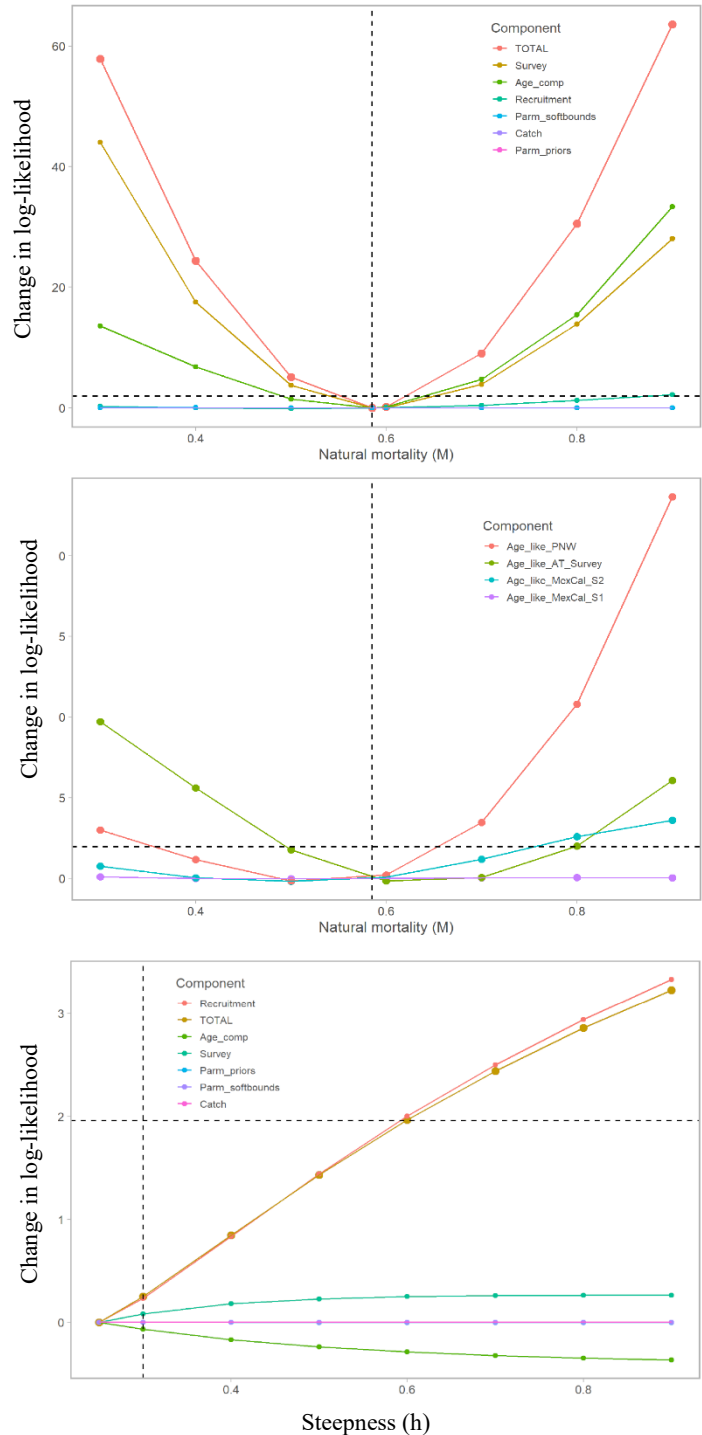 Component
TOTAL
Survey
Age_comp
Recruitment
Parm_softbounds
Catch
Parm_priors
60
40
20
0
Change in log-likelihood
0.4 0.6 0.8
Natural mortality (M)
Component
Age_like_PNW
Age_like_AT_Survey
Age_like_MexCal_S2
Age_like_MexCal_S1
0
5
0
5
0
Change in log-likelihood
0.4 0.6 0.8
Natural mortality (M)
Component
Recruitment
TOTAL
Age_comp
Survey
Parm_priors
Parm_softbounds
Catch
3
2
1
0
Change in log-likelihood
0.4 0.6 0.8
Steepness (h)